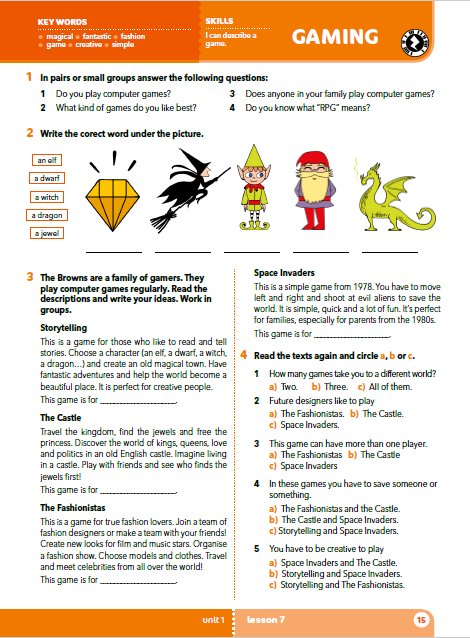 KEY WORDS
● magical ● fantastic ● fashion
● game ● creative ● simple
SKILLS
I can describe a
game.
GAMING
1 In pairs or small groups answer the following questions:
1 Do you play computer games?
2 What kind of games do you like best?
3 Does anyone in your family play computer games?
4 Do you know what "RPG" means?
2 Write the corect word under the picture.
an elf
a dwarf
a witch
a dragon
a jewel
3 The Browns are a family of gamers. They
play computer games regularly. Read the
descriptions and write your ideas. Work in
groups.
Storytelling
This is a game for those who like to read and tell
stories. Choose a character (an elf, a dwarf, a witch,
a dragon...) and create an old magical town. Have
fantastic adventures and help the world become a
beautiful place. It is perfect for creative people.
This game is for ____________________.
The Castle
Travel the kingdom, find the jewels and free the
princess. Discover the world of kings, queens, love
and politics in an old English castle. Imagine living
in a castle. Play with friends and see who finds the
jewels first!
This game is for ____________________.
The Fashionistas
This is a game for true fashion lovers. Join a team of
fashion designers or make a team with your friends!
Create new looks for film and music stars. Organise
a fashion show. Choose models and clothes. Travel
and meet celebrities from all over the world!
This game is for ____________________.
Space Invaders
This is a simple game from 1978. You have to move
left and right and shoot at evil aliens to save the
world. It is simple, quick and a lot of fun. It's perfect
for families, especially for parents from the 1980s.
This game is for ____________________.
4 Read the texts again and circle a, b or c.
1 How many games take you to a different world?
a) Two. b) Three. c) All of them.
2 Future designers like to play
a) The Fashionistas. b) The Castle.
c) Space Invaders.
3 This game can have more than one player.
a) The Fashionistas b) The Castle
c) Space Invaders
4 In these games you have to save someone or
something.
a) The Fashionistas and the Castle.
b) The Castle and Space Invaders.
c) Storytelling and Space Invaders.
5 You have to be creative to play
a) Space Invaders and The Castle.
b) Storytelling and Space Invaders.
c) Storytelling and The Fashionistas.
unit 1 lesson 7 15